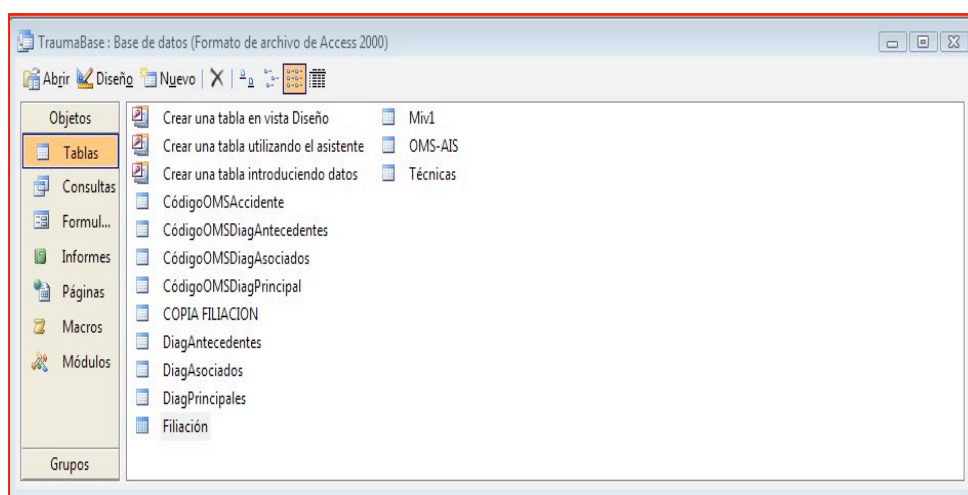 TraumaBase : Base de datos (Formato de archivo de Access 2000)
Abrir Diseño Nuevo
Objetos
Tablas
Consultas
Formul...
Informes
Páginas
Macros
Módulos
Grupos
Crear una tabla en vista Diseño
Crear una tabla utilizando el asistente
Crear una tabla introduciendo datos
CódigoOMSAccidente
CódigoOMSDiagAntecedentes
CódigoOMSDiagAsociados
CódigoOMSDiagPrincipal
COPIA FILIACION
DiagAntecedentes
DiagAsociados
DiagPrincipales
Filiación
Miv1
OMS-AIS
Técnicas